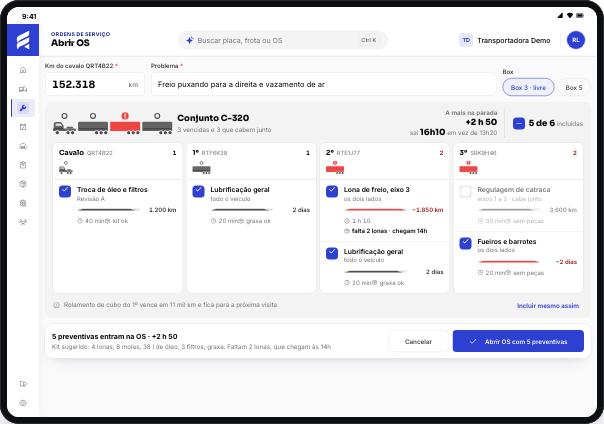 9:41
ORDENS DE SERVIÇO
Abrir OS
Buscar placa, frota ou OS
Ctrl K
TD
Transportadora Demo
RL
Km do cavalo QRT4B22 *
152.318 km
Problema *
Freio puxando para a direita e vazamento de ar
Box
Box 3 · livre
Box 5
Conjunto C-320
3 vencidas e 3 que cabem junto
A mais na parada
+2 h 50
sai 16h10 em vez de 13h20
5 de 6 incluídas
Cavalo QRT4B22 1
Troca de óleo e filtros
Revisão A
1.200 km
40 min kit ok
1º RTF8K38 1
Lubrificação geral
todo o veículo
2 dias
20 min graxa ok
2º RTE1J77 2
Lona de freio, eixo 3
os dois lados
−1.850 km
1 h 10
falta 2 lonas · chegam 14h
Lubrificação geral
todo o veículo
2 dias
20 min graxa ok
3º SRK9H46 2
Regulagem de catraca
eixos 1 a 3 · cabe junto
3.600 km
30 min sem peças
Fueiros e barrotes
os dois lados
−2 dias
20 min sem peças
Rolamento de cubo do 1º vence em 11 mil km e fica para a próxima visita
Incluir mesmo assim
5 preventivas entram na OS · +2 h 50
Kit sugerido: 4 lonas, 8 molas, 38 l de óleo, 3 filtros, graxa. Faltam 2 lonas, que chegam às 14h
Cancelar
Abrir OS com 5 preventivas